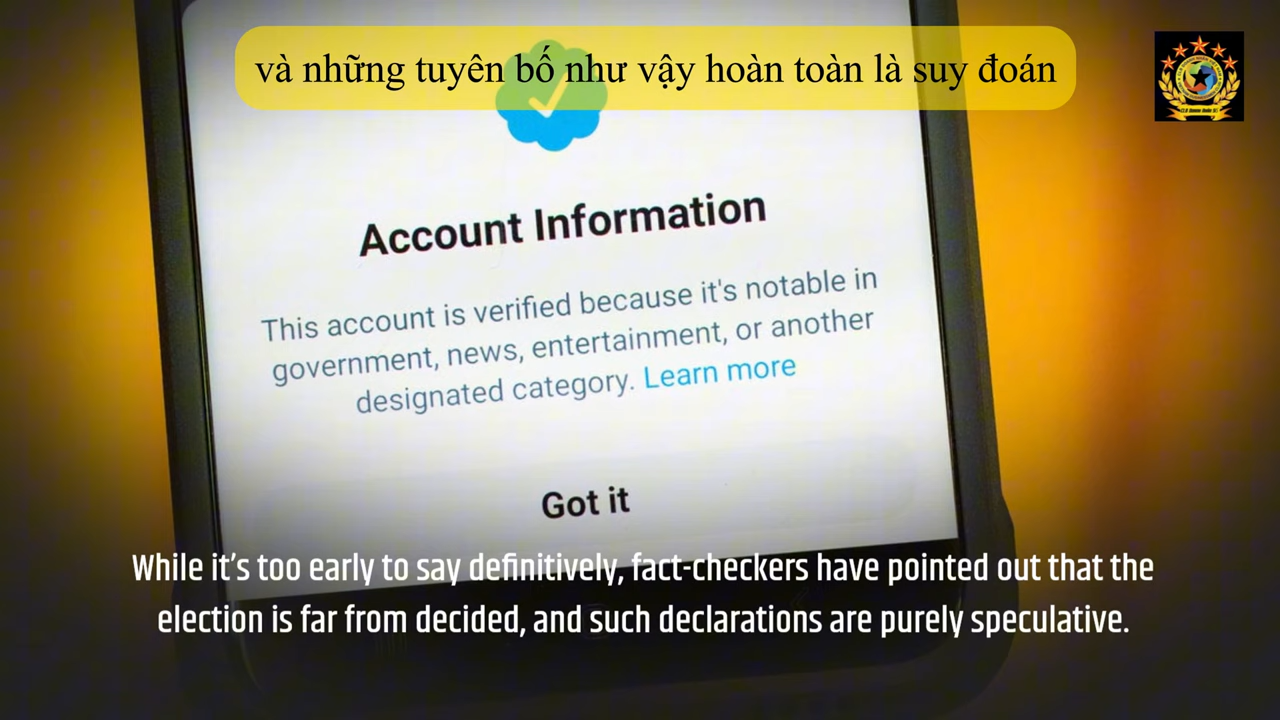 và những tuyên bố như vậy hoàn toàn là suy đoán
Account Information
This account is verified because it's notable in
government, news, entertainment, or another
designated category. Learn more
Got it
While it's too early to say definitively, fact-checkers have pointed out that the
election is far from decided, and such declarations are purely speculative.